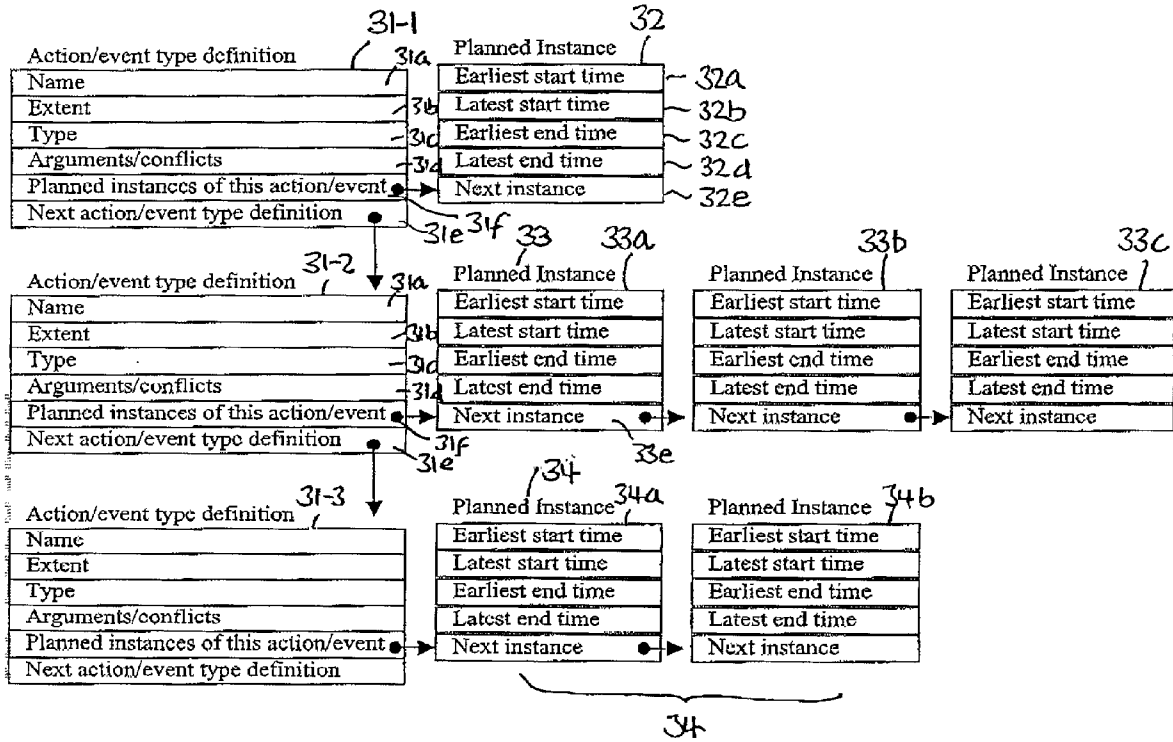 31-1
32
Action/event type definition
Planned Instance
Name 31a
Earliest start time 32a
Extent 31b
Latest start time 32b
Type 31c
Earliest end time 32c
Arguments/conflicts 31d
Latest end time 32d
Planned instances of this action/event
Next instance 32e
Next action/event type definition
31e 31f
33 33a 33b 33c
31-2
Action/event type definition
Planned Instance
Planned Instance
Planned Instance
Name 31a
Earliest start time
Earliest start time
Earliest start time
Extent 31b
Latest start time
Latest start time
Latest start time
Type 31c
Earliest end time
Earliest end time
Earliest end time
Arguments/conflicts 31d
Latest end time
Latest end time
Latest end time
Planned instances of this action/event
Next instance
Next instance
Next instance
Next action/event type definition
31f
31e
33e
34
31-3
34a
34b
Action/event type definition
Planned Instance
Planned Instance
Name
Earliest start time
Earliest start time
Extent
Latest start time
Latest start time
Type
Earliest end time
Earliest end time
Arguments/conflicts
Latest end time
Latest end time
Planned instances of this action/event
Next instance
Next instance
Next action/event type definition
34